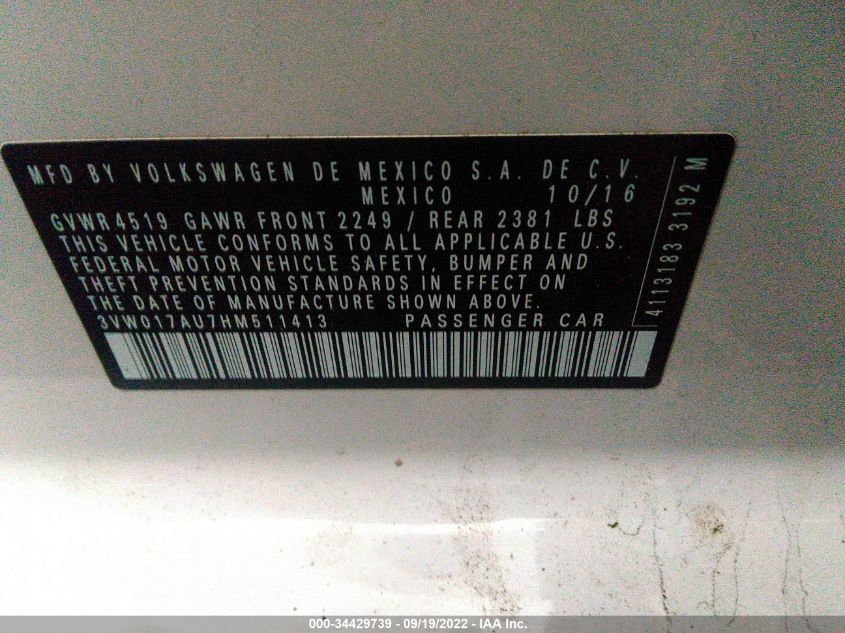 MFD BY VOLKSWAGEN DE MEXICO S.A. DE C.V.
MEXICO 10/16
GVWR 4519 GAWR FRONT 2249 / REAR 2381 LBS
THIS VEHICLE CONFORMS TO ALL APPLICABLE U.S.
FEDERAL MOTOR VEHICLE SAFETY, BUMPER AND
THEFT PREVENTION STANDARDS IN EFFECT ON
THE DATE OF MANUFACTURE SHOWN ABOVE.
3VW017AU7HM511413 PASSENGER CAR
4113183 3192 M
000-34429739 - 09/19/2022 - IAA Inc.